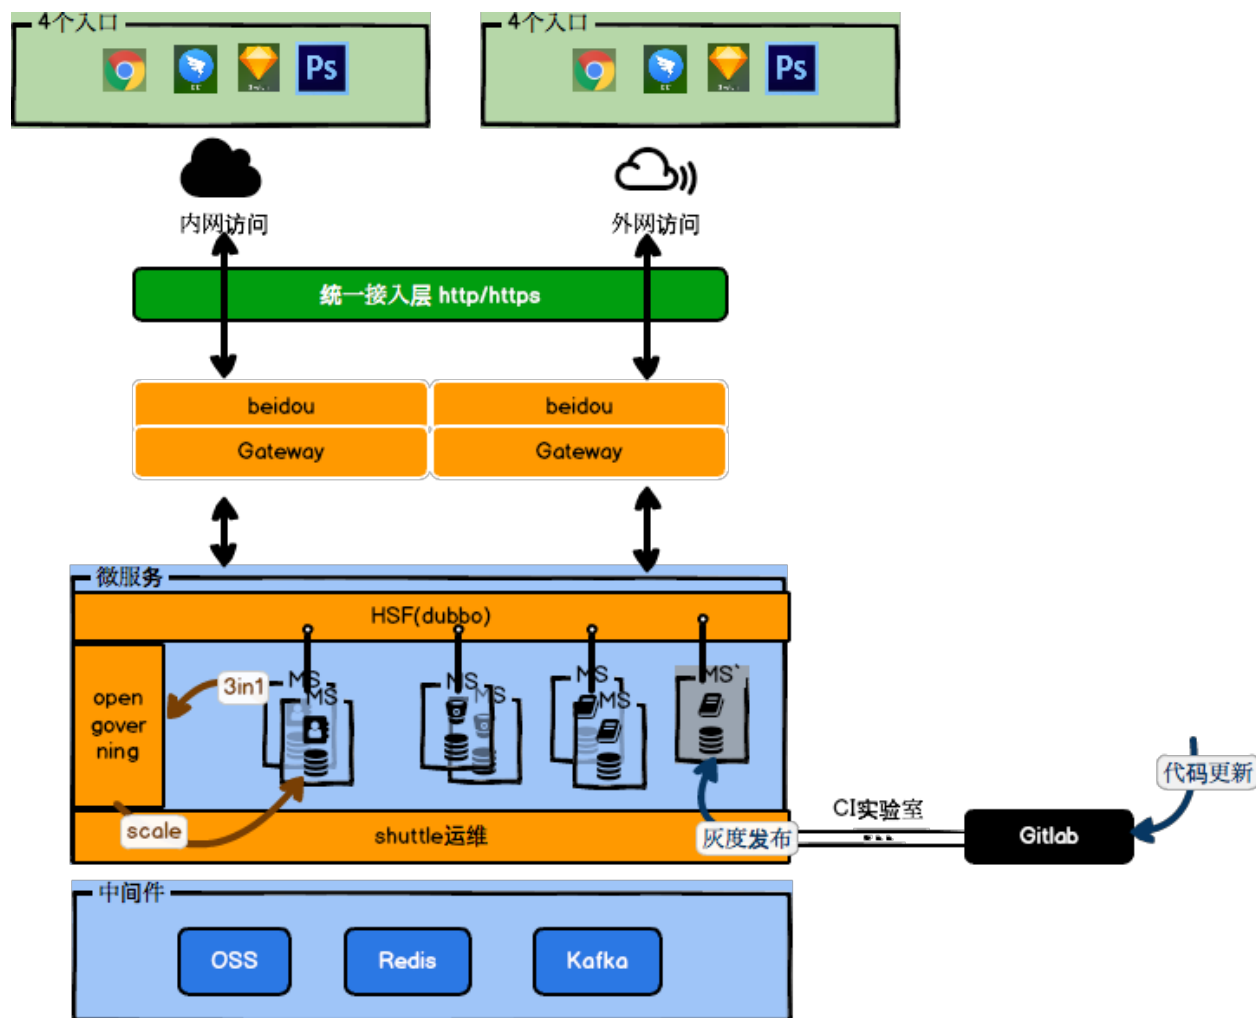 4个入口
4个入口
Ps
Ps
内网访问
外网访问
统一接入层 http/https
beidou
beidou
Gateway
Gateway
微服务
HSF(dubbo)
MS
MS
MS
MS
MS
MS
MS`
3in1
open
gover
ning
scale
shuttle运维
灰度发布
CI实验室
Gitlab
代码更新
中间件
OSS
Redis
Kafka